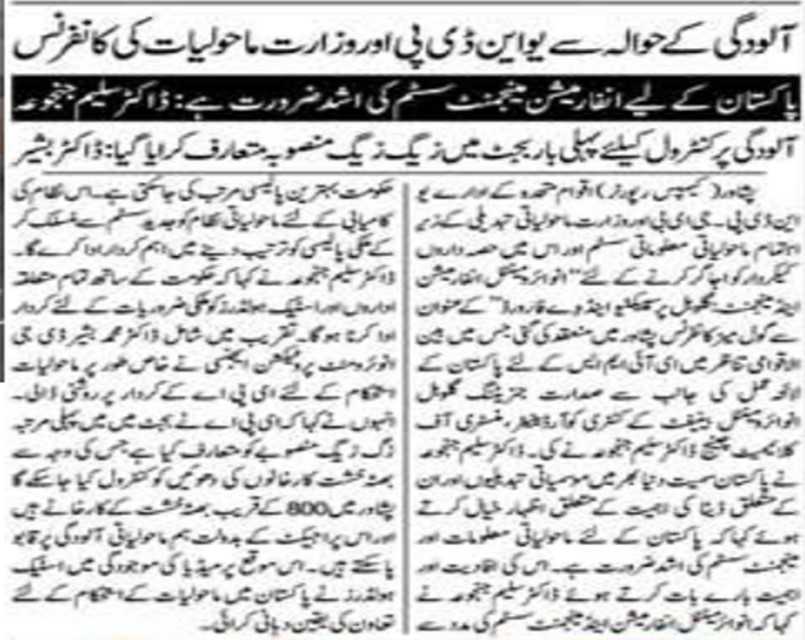 آلودگی کے حوالہ سے یو این ڈی پی اور وزارت ماحولیات کی کانفرنس
پاکستان کے لیے انفارمیشن مینجمنٹ سسٹم کی اشد ضرورت ہے: ڈاکٹر سلیم جنجوعہ
آلودگی پر کنٹرول کیلئے پہلی بار بجٹ میں زیگ زیگ منصوبہ متعارف کرایا گیا: ڈاکٹر بشیر
پشاور (کیمپس رپورٹر) اقوام متحدہ کے ادارے یو
این ڈی پی۔ جی ای پی اور وزارت ماحولیاتی تبدیلی کے زیر
اہتمام ماحولیاتی معلوماتی سسٹم اور اس میں حصہ داروں
کے کردار کو اجاگر کرنے کے لئے "انوائرمینٹل انفارمیشن
اینڈ مینجمنٹ گلوبل پرسپکٹیو اینڈ وے فارورڈ" کے عنوان
سے گول میز کانفرنس پشاور میں منعقد کی گئی جس میں بین
الاقوامی تناظر میں ای آئی ایم ایس کے لئے پاکستان کے
لائحہ عمل کی جانب سے صدارت جنریٹنگ گلوبل
انوائرمینٹل بینیفٹ کے کنٹری کوآرڈینیٹر، منسٹری آف
کلائمیٹ چینج ڈاکٹر سلیم جنجوعہ نے کی۔ ڈاکٹر سلیم جنجوعہ
نے پاکستان سمیت دنیا بھر میں موسمیاتی تبدیلیوں اور ان
کے متعلق ڈیٹا کی اہمیت کے متعلق اظہار خیال کرتے
ہوئے کہا کہ پاکستان کے لئے ماحولیاتی معلومات اور
مینجمنٹ سسٹم کی اشد ضرورت ہے۔ اس کی افادیت اور
اہمیت بارے بات کرتے ہوئے ڈاکٹر سلیم جنجوعہ نے
کہا کہ انوائرمینٹل انفارمیشن اینڈ مینجمنٹ سسٹم کی مدد سے
حکومت بہترین پالیسی مرتب کی جا سکتی ہے۔ اس نظام کی
کامیابی کے لئے ماحولیاتی نظام کو جدید سسٹم سے منسلک کر
کے ملکی پالیسی کو ترتیب دینے میں اہم کردار ادا کرے گا۔
ڈاکٹر سلیم جنجوعہ نے کہا کہ حکومت کے ساتھ تمام متعلقہ
اداروں اور اسٹیک ہولڈرز کو ملکی ضروریات کے لئے کردار
ادا کرنا ہوگا۔ تقریب میں شامل ڈاکٹر محمد بشیر ڈی جی
انوئرومنٹ پروٹیکشن ایجنسی نے خاص طور پر ماحولیات
استحکام کے لئے ای پی اے کے کردار پر روشنی ڈالی۔
انہوں نے کہا کہ ای پی اے نے بجٹ میں میں پہلی مرتبہ
زگ زیگ منصوبے کو متعارف کیا ہے جس کی وجہ سے
بھٹہ خشت کارخانوں کی دھوئیں کو کنٹرول کیا جا سکے گا
پشاور میں 800 کے قریب بھٹہ خشت کے کارخانے ہیں
اور اس پراجیکٹ کے بدولت ہم ماحولیاتی آلودگی پر قابو
پا سکتے ہیں۔ اس موقع پر میڈیا کی موجودگی میں اسٹیک
ہولڈرز نے پاکستان میں ماحولیات کے استحکام کے لئے
تعاون کی یقین دہانی کرائی۔